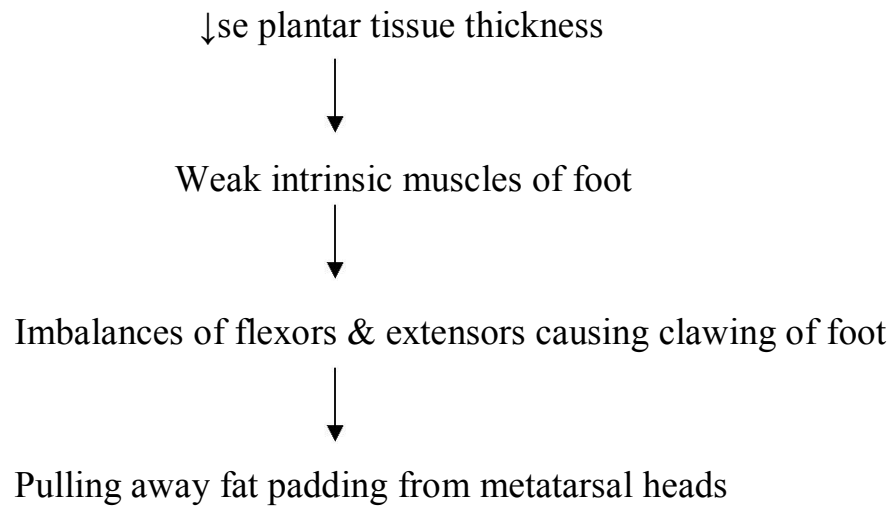 ↓se plantar tissue thickness
Weak intrinsic muscles of foot
Imbalances of flexors & extensors causing clawing of foot
Pulling away fat padding from metatarsal heads